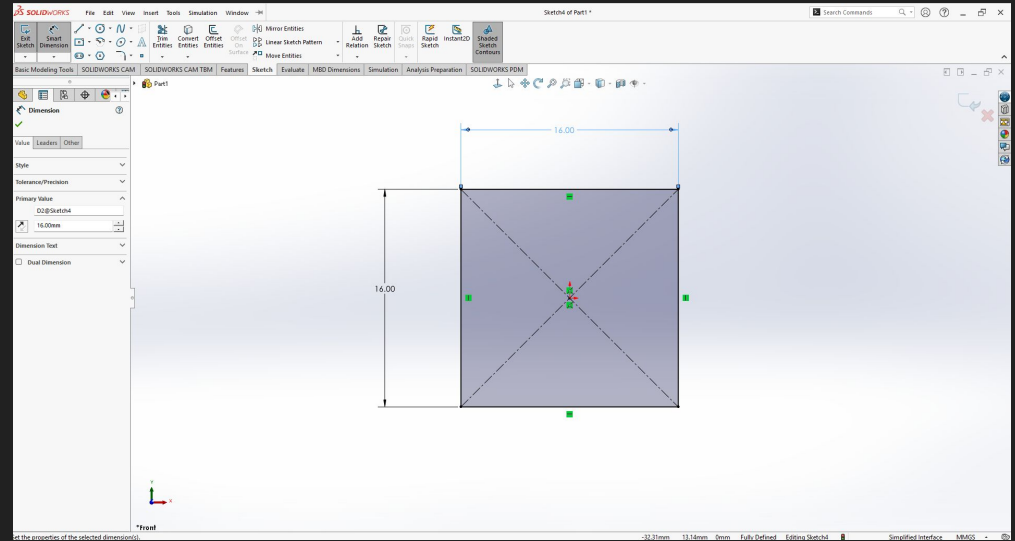 SOLIDWORKS File Edit View Insert Tools Simulation Window Sketch4 of Part1 * Search Commands
Exit Sketch Smart Dimension Trim Entities Convert Entities Offset Entities Offset On Surface Mirror Entities Linear Sketch Pattern Move Entities Add Relation Repair Sketch Quick Snaps Rapid Sketch Instant2D Shaded Sketch Contours
Basic Modeling Tools SOLIDWORKS CAM SOLIDWORKS CAM TBM Features Sketch Evaluate MBD Dimensions Simulation Analysis Preparation SOLIDWORKS PDM
Part1
Dimension
Value Leaders Other
Style
Tolerance/Precision
Primary Value
D2@Sketch4
16.00mm
Dimension Text
Dual Dimension
16.00
16.00
Y
X
*Front
et the properties of the selected dimension(s). -32.31mm 13.14mm 0mm Fully Defined Editing Sketch4 Simplified Interface MMGS